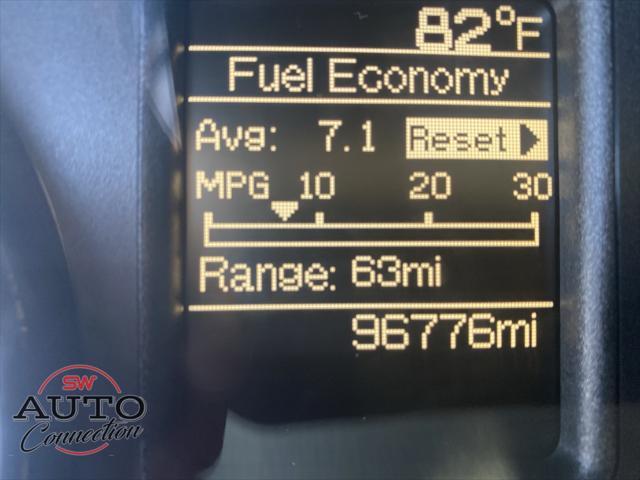 82°F
Fuel Economy
Avg: 7.1 Reset
MPG 10 20 30
Range: 63mi
96776mi
SW
AUTO
Connection